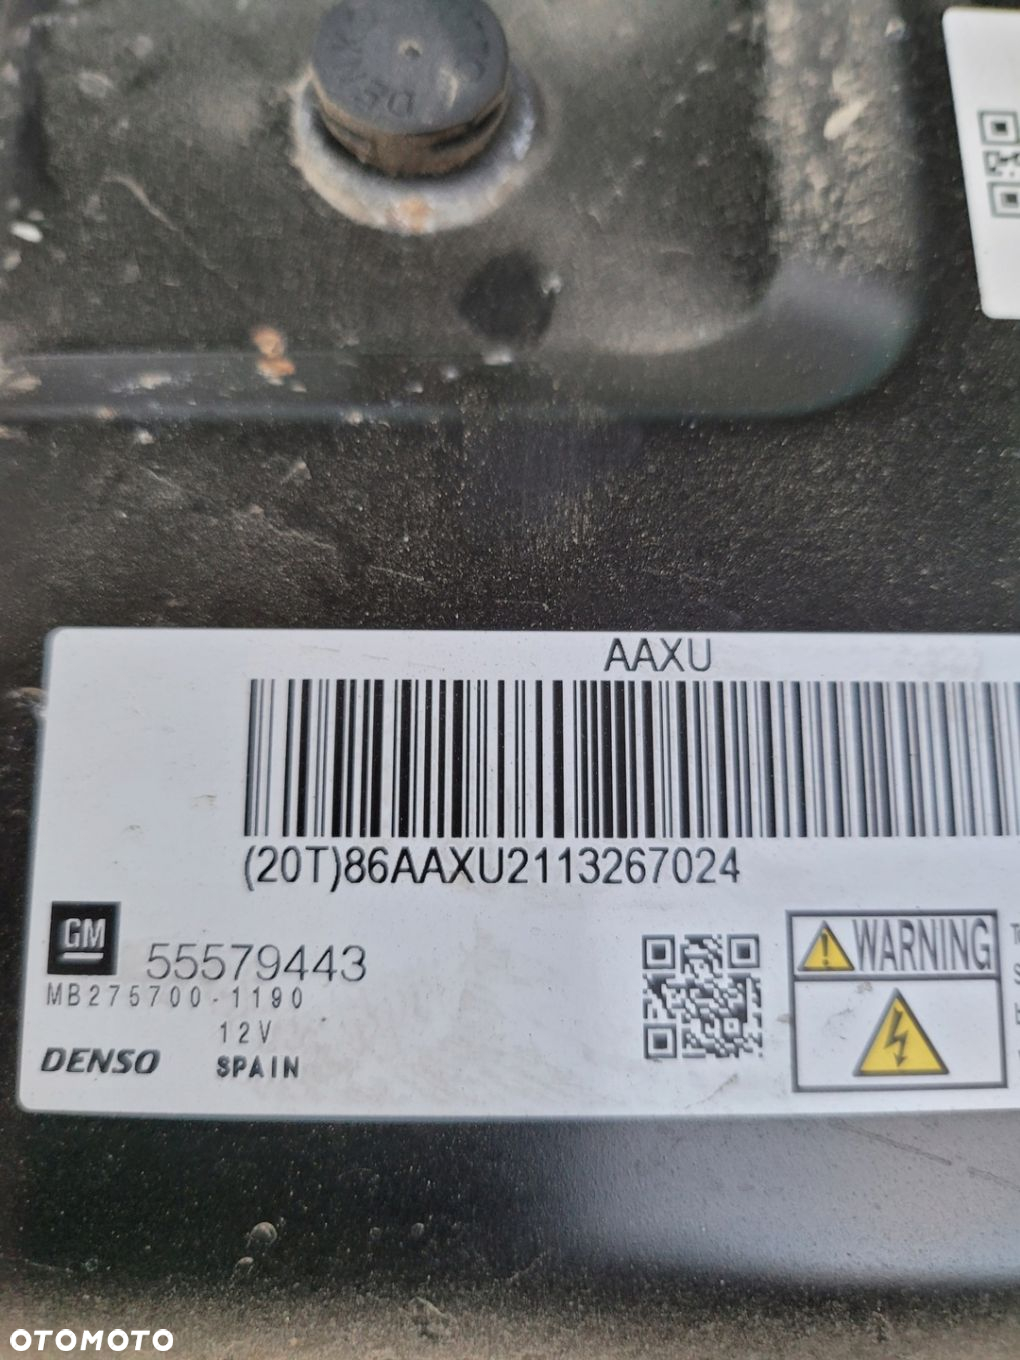 AAXU
(20T)86AAXU2113267024
GM
55579443
MB275700-1190
12V
DENSO
SPAIN
WARNING
OTOMOTO